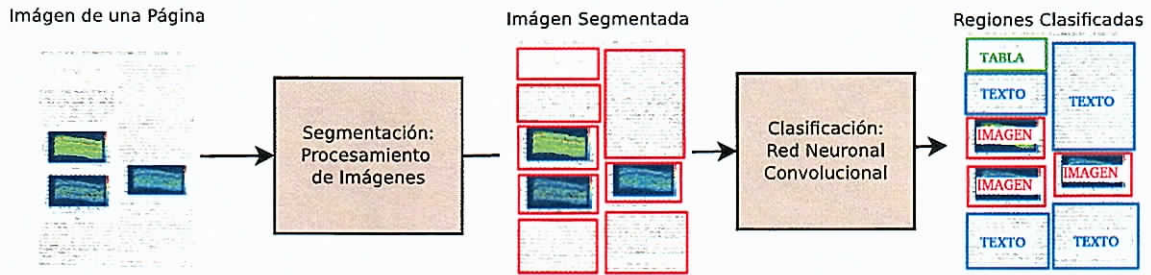 Imágen de una Página
Imágen Segmentada
Regiones Clasificadas
Segmentación:
Procesamiento
de Imágenes
Clasificación:
Red Neuronal
Convolucional
TABLA
TEXTO
TEXTO
IMAGEN
IMAGEN
IMAGEN
TEXTO
TEXTO